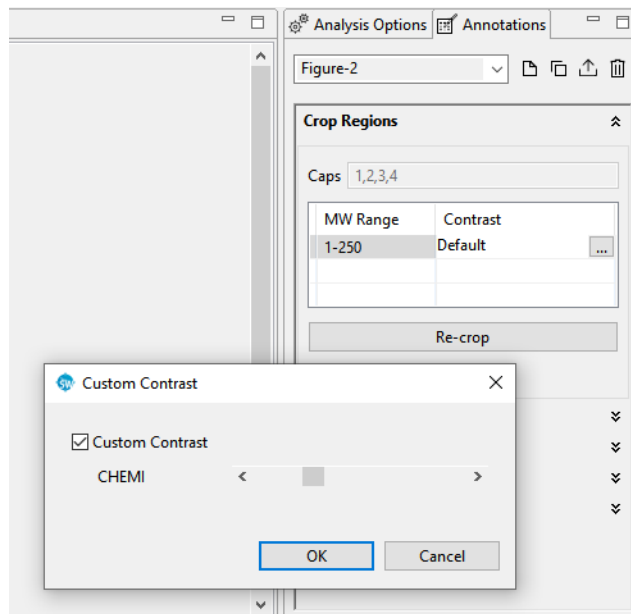 Analysis Options
Annotations
Figure-2
Crop Regions
Caps 1,2,3,4
MW Range Contrast
1-250 Default ...
Re-crop
SW Custom Contrast
Custom Contrast
CHEMI
OK Cancel